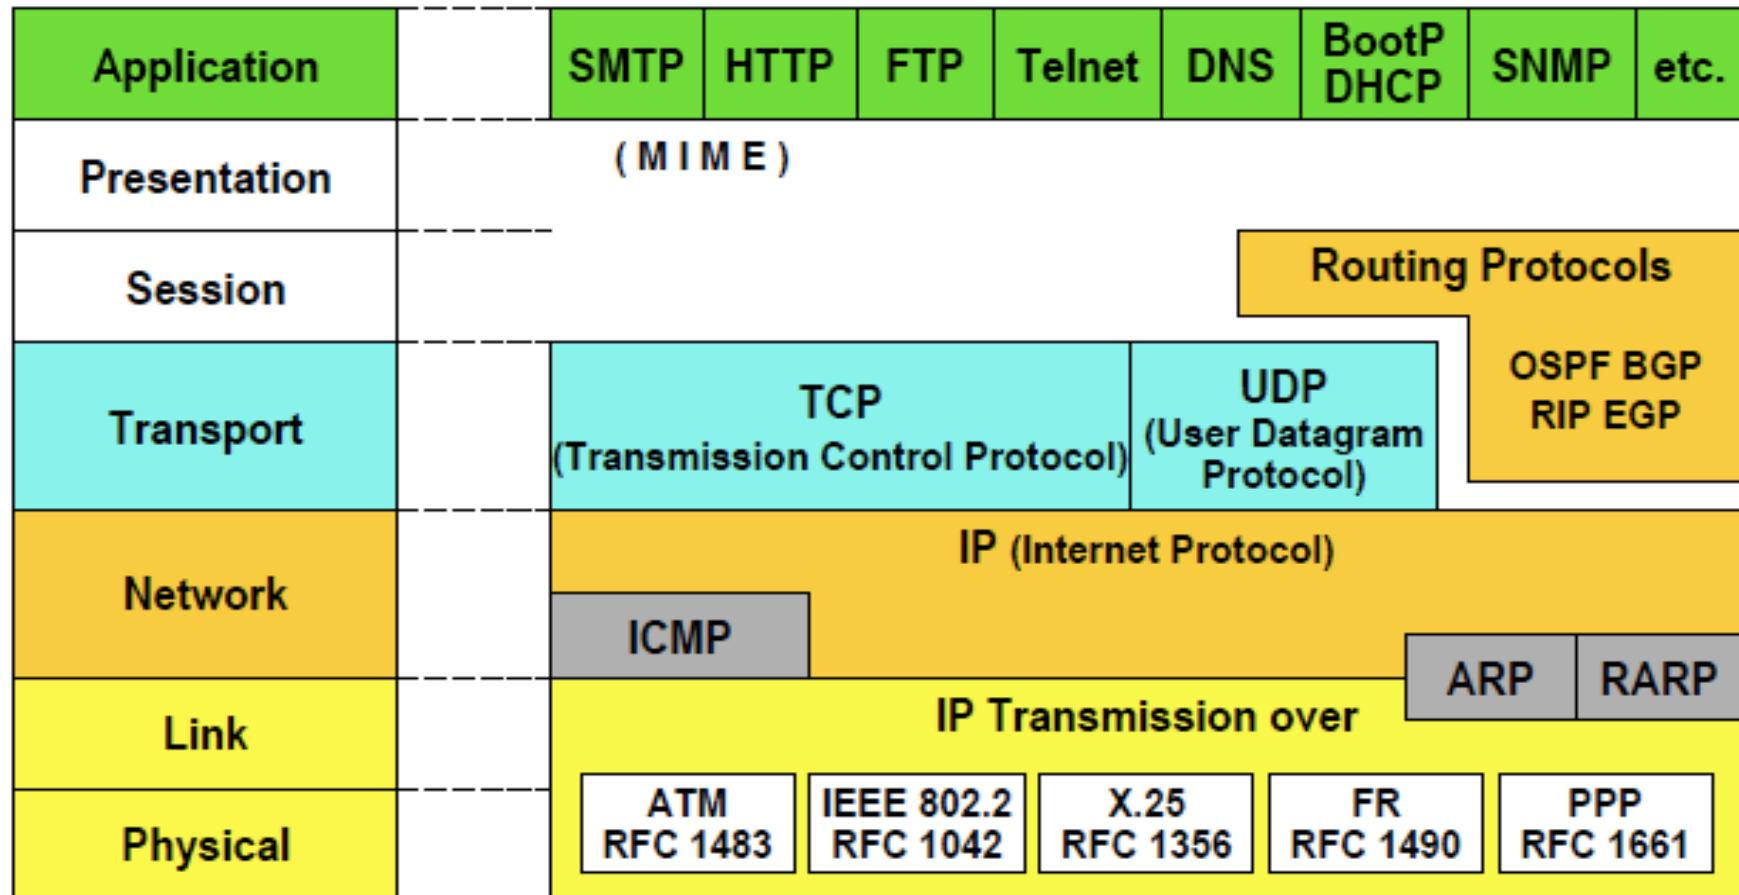 Application
SMTP HTTP FTP Telnet DNS BootP DHCP SNMP etc.
Presentation
( M I M E )
Session
Routing Protocols
OSPF BGP
RIP EGP
Transport
TCP
(Transmission Control Protocol)
UDP
(User Datagram
Protocol)
Network
IP (Internet Protocol)
ICMP
ARP RARP
Link
IP Transmission over
Physical
ATM
RFC 1483
IEEE 802.2
RFC 1042
X.25
RFC 1356
FR
RFC 1490
PPP
RFC 1661